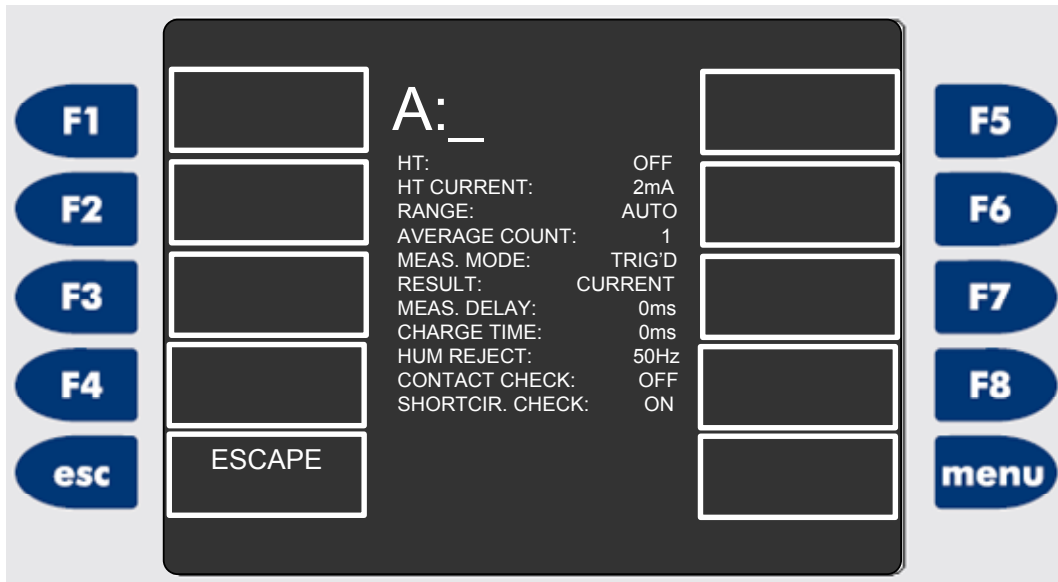 F1
F2
F3
F4
esc
ESCAPE
A:_
HT: OFF
HT CURRENT: 2mA
RANGE: AUTO
AVERAGE COUNT: 1
MEAS. MODE: TRIG'D
RESULT: CURRENT
MEAS. DELAY: 0ms
CHARGE TIME: 0ms
HUM REJECT: 50Hz
CONTACT CHECK: OFF
SHORTCIR. CHECK: ON
F5
F6
F7
F8
menu